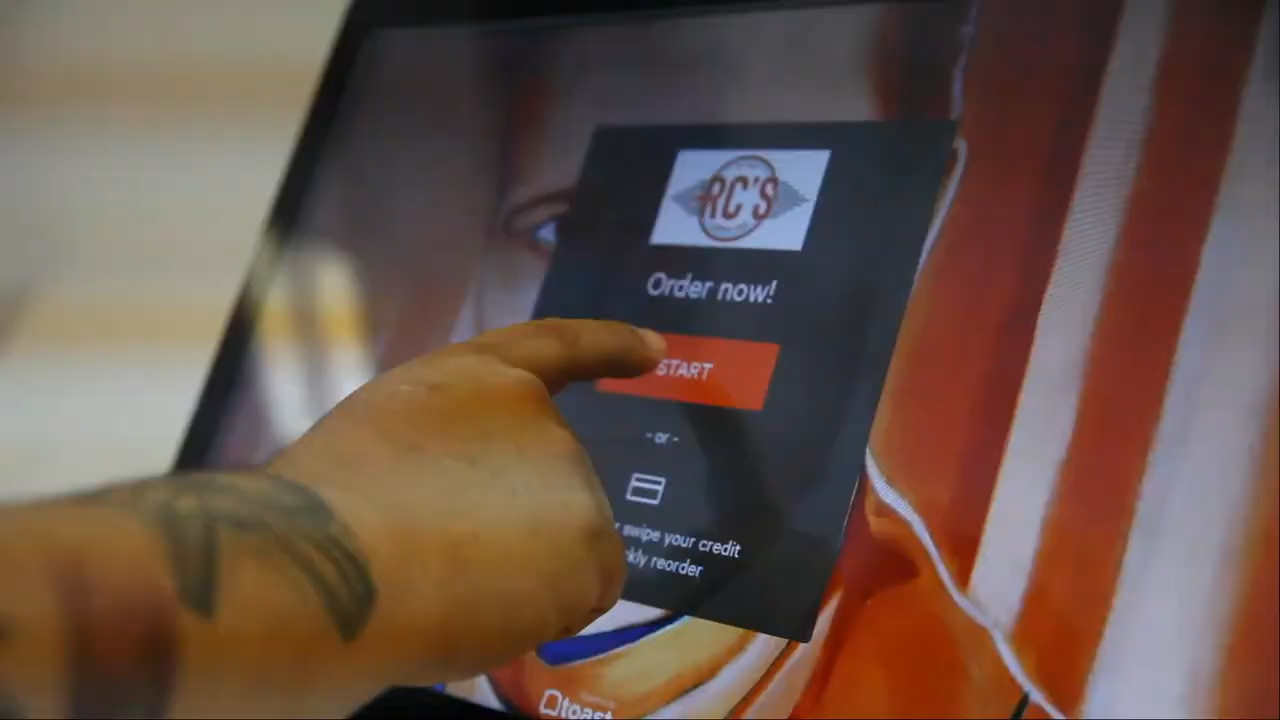 RC'S
Order now!
START
- or -
swipe your credit
reorder
toast